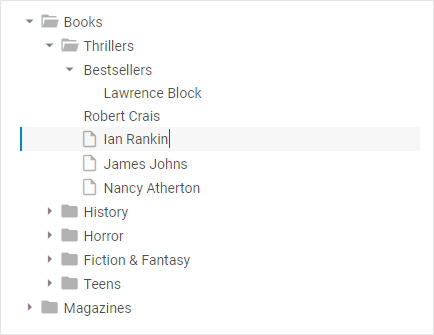 Books
Thrillers
Bestsellers
Lawrence Block
Robert Crais
Ian Rankin
James Johns
Nancy Atherton
History
Horror
Fiction & Fantasy
Teens
Magazines